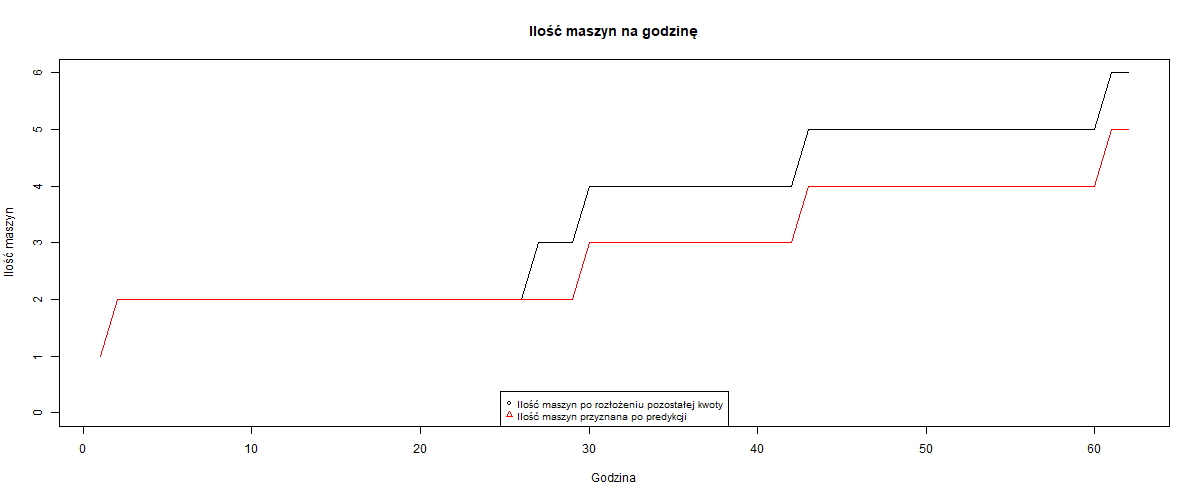 Ilość maszyn na godzinę
6
5
4
3
2
1
0
Ilość maszyn
Ilość maszyn po rozłożeniu pozostałej kwoty
Ilość maszyn przyznana po predykcji
0 10 20 30 40 50 60
Godzina